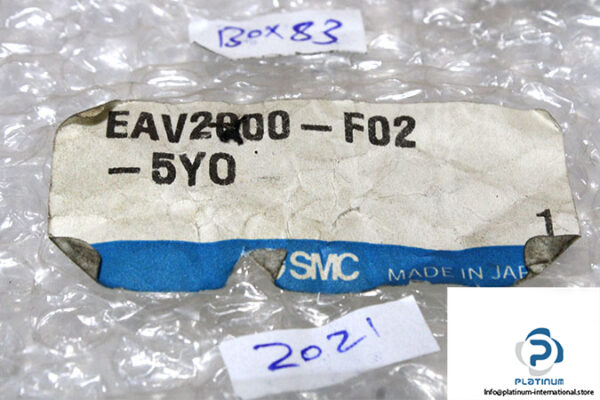 BOX 83
EAV2000-F02
-5YO
1
SMC
MADE IN JAP
2021
PLATINUM
Info@platinum-international.store